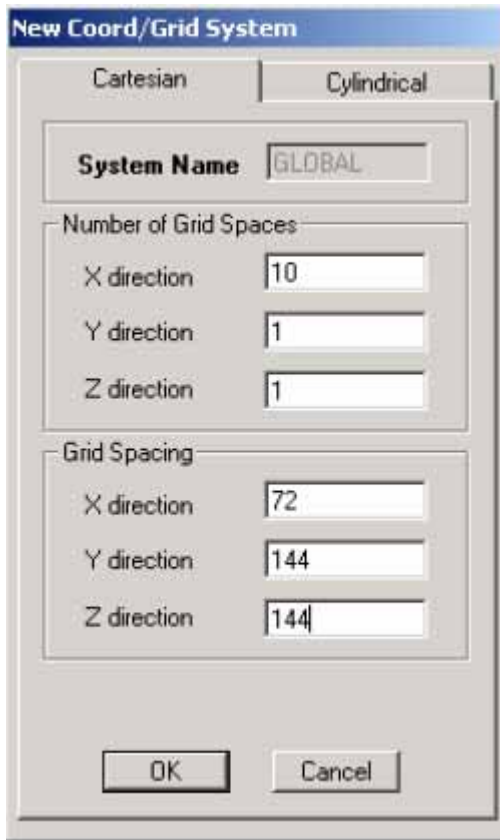 New Coord/Grid System
Cartesian Cylindrical
System Name GLOBAL
Number of Grid Spaces
X direction 10
Y direction 1
Z direction 1
Grid Spacing
X direction 72
Y direction 144
Z direction 144
OK Cancel